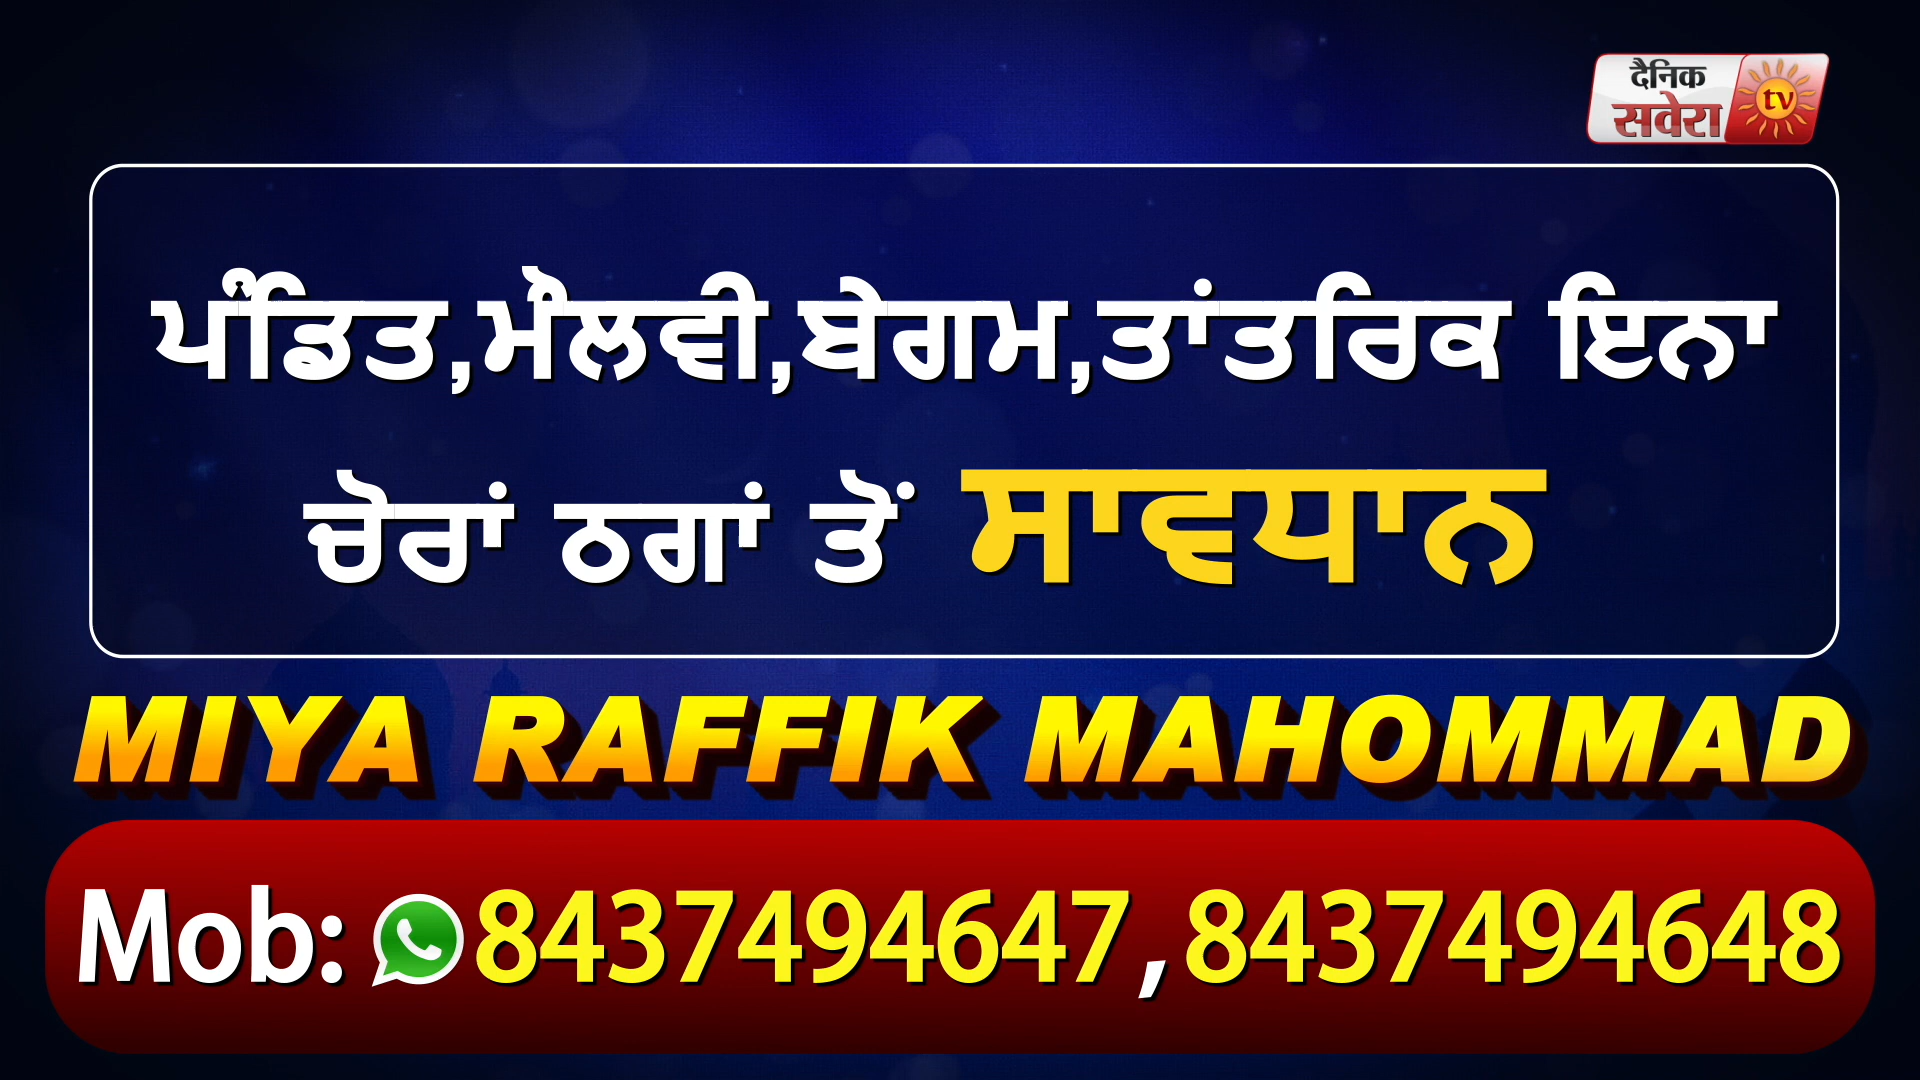 दैनिक
सवेरा tv
ਪੰਡਿਤ,ਮੌਲਵੀ,ਬੇਗਮ,ਤਾਂਤਰਿਕ ਇਨਾ
ਚੋਰਾਂ ਠਗਾਂ ਤੋਂ ਸਾਵਧਾਨ
MIYA RAFFIK MAHOMMAD
Mob: 8437494647, 8437494648